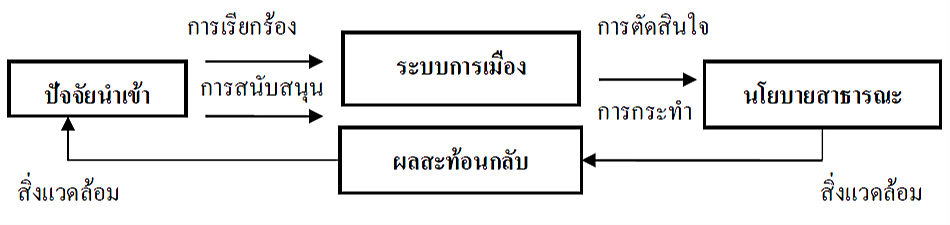 การเรียกร้อง
การตัดสินใจ
ระบบการเมือง
ปัจจัยนำเข้า
การสนับสนุน
นโยบายสาธารณะ
การกระทำ
ผลสะท้อนกลับ
สิ่งแวดล้อม
สิ่งแวดล้อม